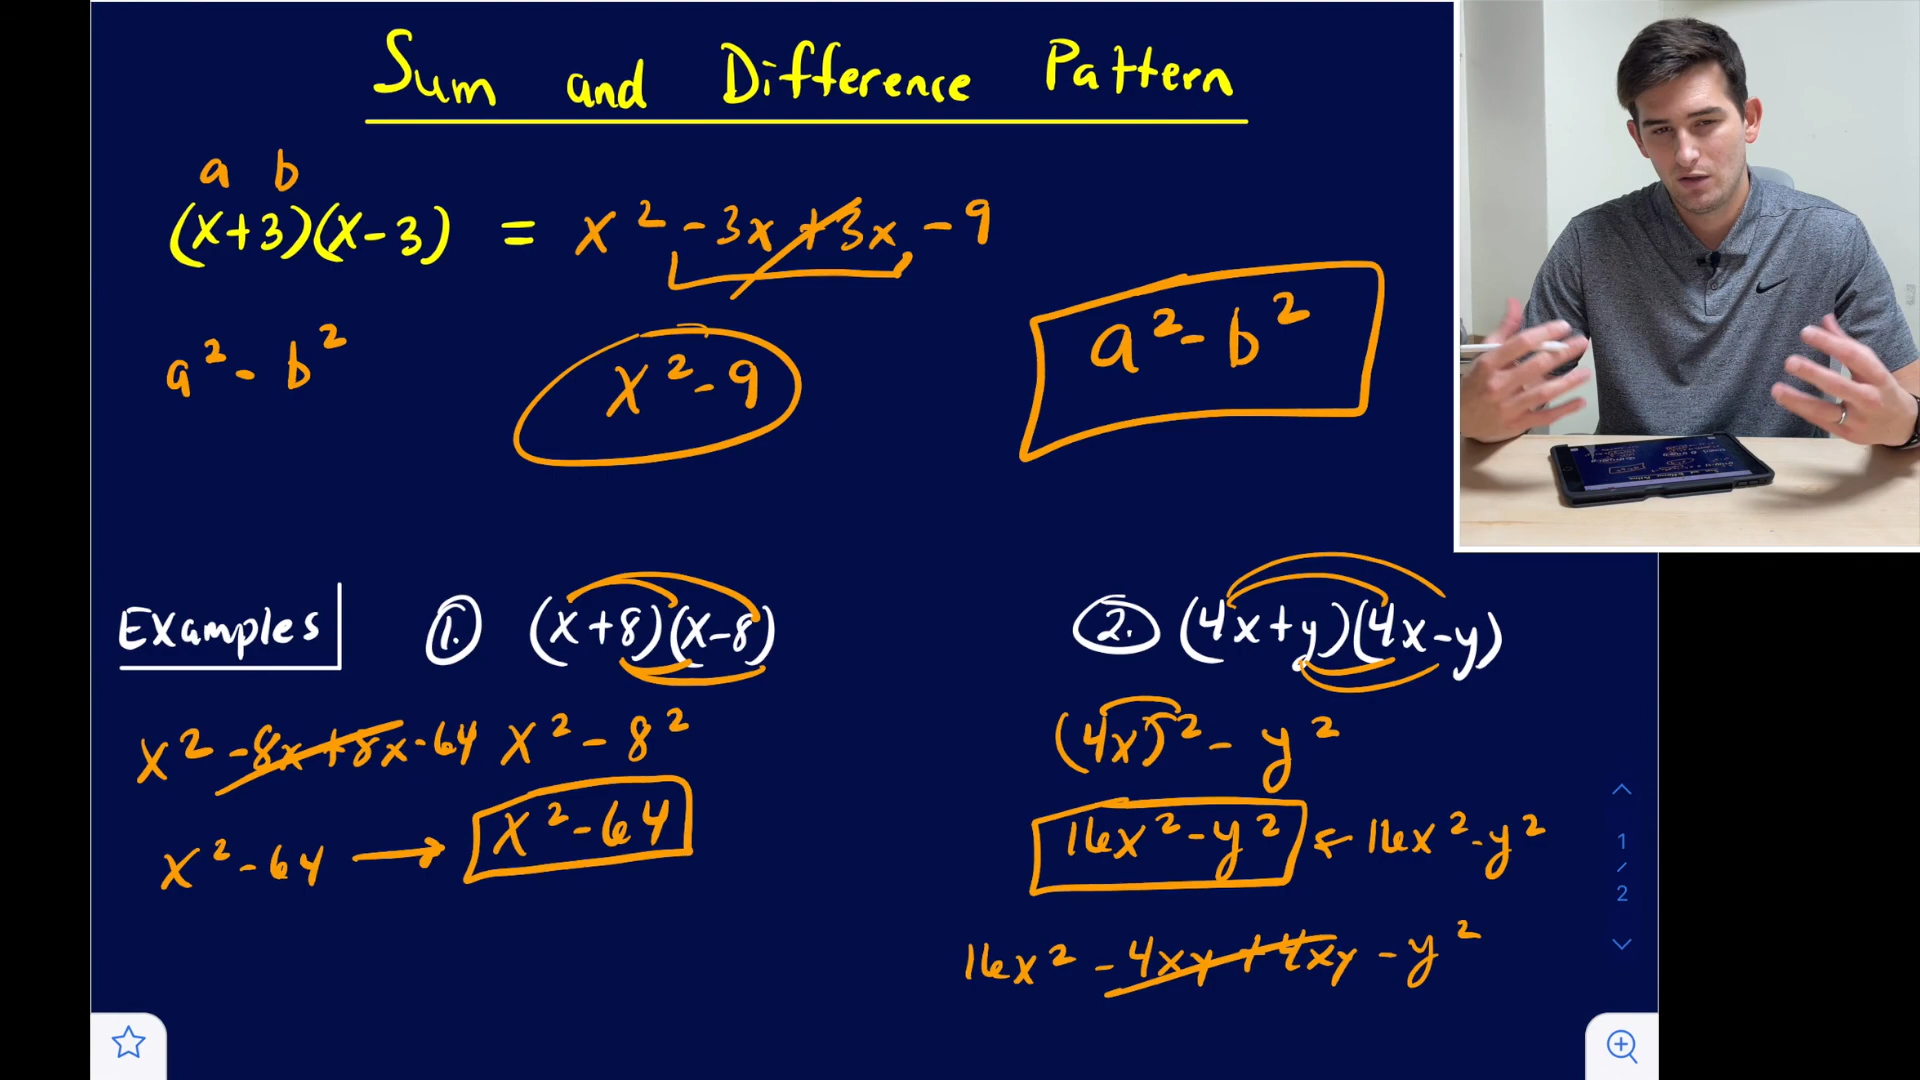 Sum and Difference Pattern
a b
(x+3)(x-3) = x² -3x +3x -9
a² - b²
x²-9
a²- b²
Examples
1. (x+8)(x-8)
x² -8x+8x-64 x² - 8²
x²-64 → x²-64
2. (4x+y)(4x-y)
(4x)² - y²
16x²-y² ← 16x²-y²
16x² -4xy +4xy -y²
1
/
2